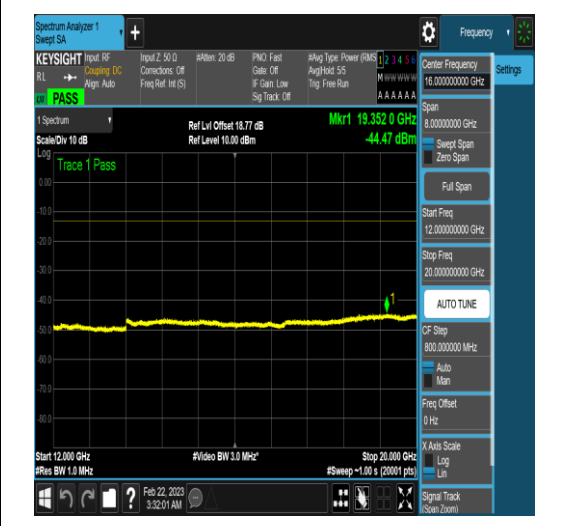 Spectrum Analyzer 1
Swept SA
+
Frequency
KEYSIGHT
RL
PASS
Input: RF
Coupling: DC
Align: Auto
Input Z: 50 Ω
Corrections: Off
Freq Ref: Int (S)
#Atten: 20 dB
PNO: Fast
Gate: Off
IF Gain: Low
Sig Track: Off
#Avg Type: Power (RMS
Avg|Hold: 5/5
Trig: Free Run
1 2 3 4 5 6
M W W W W W
A A A A A A
Center Frequency
16.000000000 GHz
Settings
Span
8.00000000 GHz
Swept Span
Zero Span
Full Span
Start Freq
12.000000000 GHz
Stop Freq
20.000000000 GHz
AUTO TUNE
CF Step
800.000000 MHz
Auto
Man
Freq Offset
0 Hz
X Axis Scale
Log
Lin
Signal Track
(Span Zoom)
1 Spectrum
Scale/Div 10 dB
Ref Lvl Offset 18.77 dB
Ref Level 10.00 dBm
Mkr1 19.352 0 GHz
-44.47 dBm
Log
Trace 1 Pass
0.00
-10.0
-20.0
-30.0
-40.0
-50.0
-60.0
-70.0
-80.0
1
Start 12.000 GHz
#Res BW 1.0 MHz
#Video BW 3.0 MHz*
Stop 20.000 GHz
#Sweep ~1.00 s (20001 pts)
?
Feb 22, 2023
3:32:01 AM